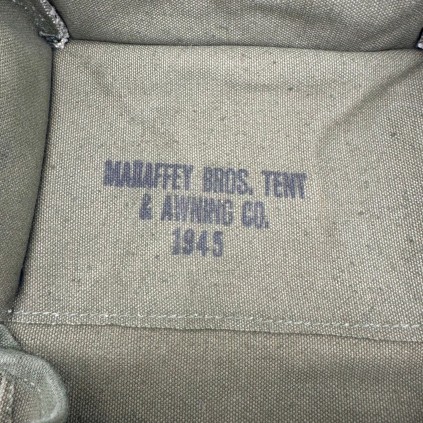 MAHAFFEY BROS. TENT
& AWNING CO.
1945